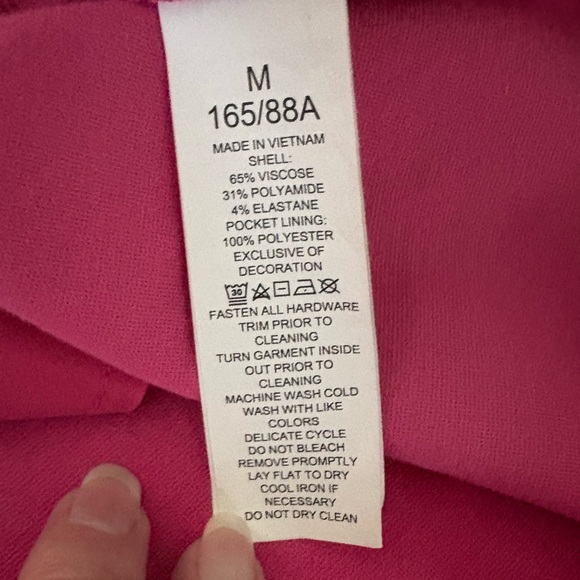 M
165/88A
MADE IN VIETNAM
SHELL:
65% VISCOSE
31% POLYAMIDE
4% ELASTANE
POCKET LINING:
100% POLYESTER
EXCLUSIVE OF
DECORATION
30
FASTEN ALL HARDWARE
TRIM PRIOR TO
CLEANING
TURN GARMENT INSIDE
OUT PRIOR TO
CLEANING
MACHINE WASH COLD
WASH WITH LIKE
COLORS
DELICATE CYCLE
DO NOT BLEACH
REMOVE PROMPTLY
LAY FLAT TO DRY
COOL IRON IF
NECESSARY
DO NOT DRY CLEAN